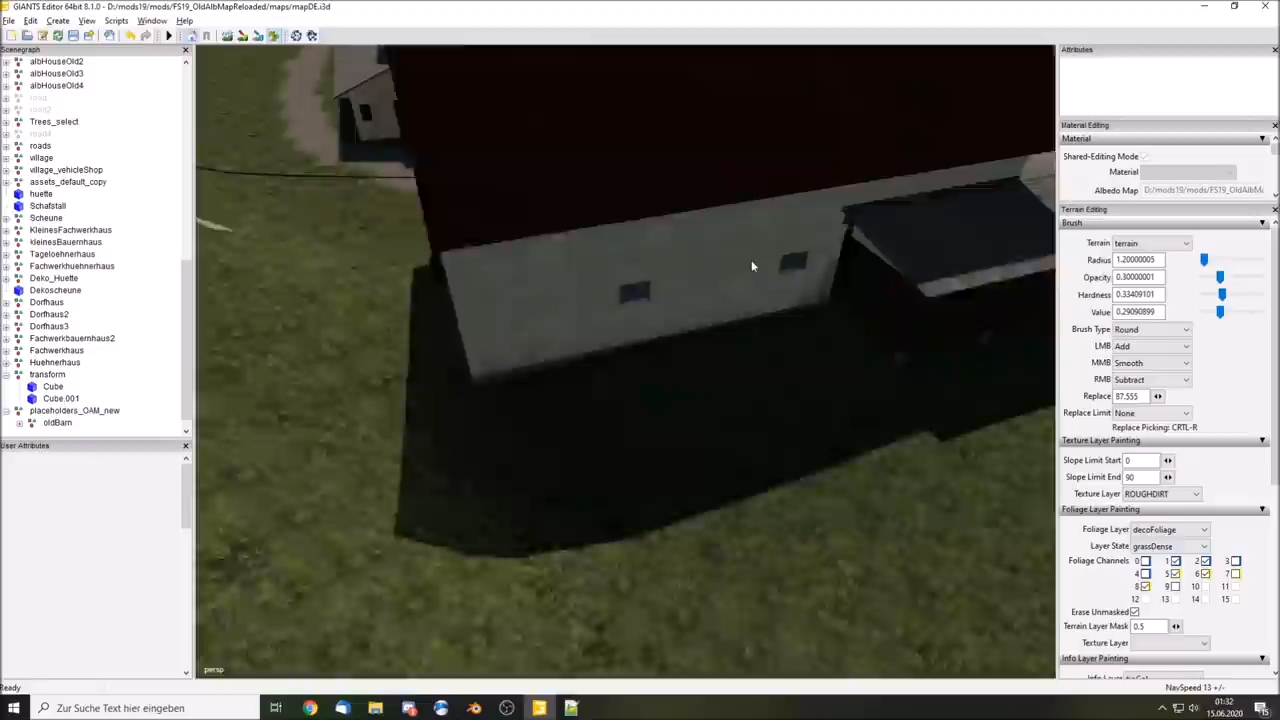 GIANTS Editor 64bit 8.1.0 - D:/mods19/mods/FS19_OldAlbMapReloaded/maps/mapDE.i3d
File Edit Create View Scripts Window Help
Scenegraph
albHouseOld2
albHouseOld3
albHouseOld4
road
road2
Trees_select
road4
roads
village
village_vehicleShop
assets_default_copy
huette
Schafstall
Scheune
KleinesFachwerkhaus
kleinesBauernhaus
Tageloehnerhaus
Fachwerkhuehnerhaus
Deko_Huette
Dekoscheune
Dorfhaus
Dorfhaus2
Dorfhaus3
Fachwerkbauernhaus2
Fachwerkhaus
Huehnerhaus
transform
Cube
Cube.001
placeholders_OAM_new
oldBarn
User Attributes
persp
Attributes
Material Editing
Material
Shared-Editing Mode
Material
Albedo Map D:/mods19/mods/FS19_OldAlbMa
Terrain Editing
Brush
Terrain terrain
Radius 1.20000005
Opacity 0.30000001
Hardness 0.33409101
Value 0.29090899
Brush Type Round
LMB Add
MMB Smooth
RMB Subtract
Replace 87.555
Replace Limit None
Replace Picking: CRTL-R
Texture Layer Painting
Slope Limit Start 0
Slope Limit End 90
Texture Layer ROUGHDIRT
Foliage Layer Painting
Foliage Layer decoFoliage
Layer State grassDense
Foliage Channels 0 1 2 3
4 5 6 7
8 9 10 11
12 13 14 15
Erase Unmasked
Terrain Layer Mask 0.5
Texture Layer
Info Layer Painting
Ready
NavSpeed 13 +/-
Zur Suche Text hier eingeben
01:32
15.06.2020